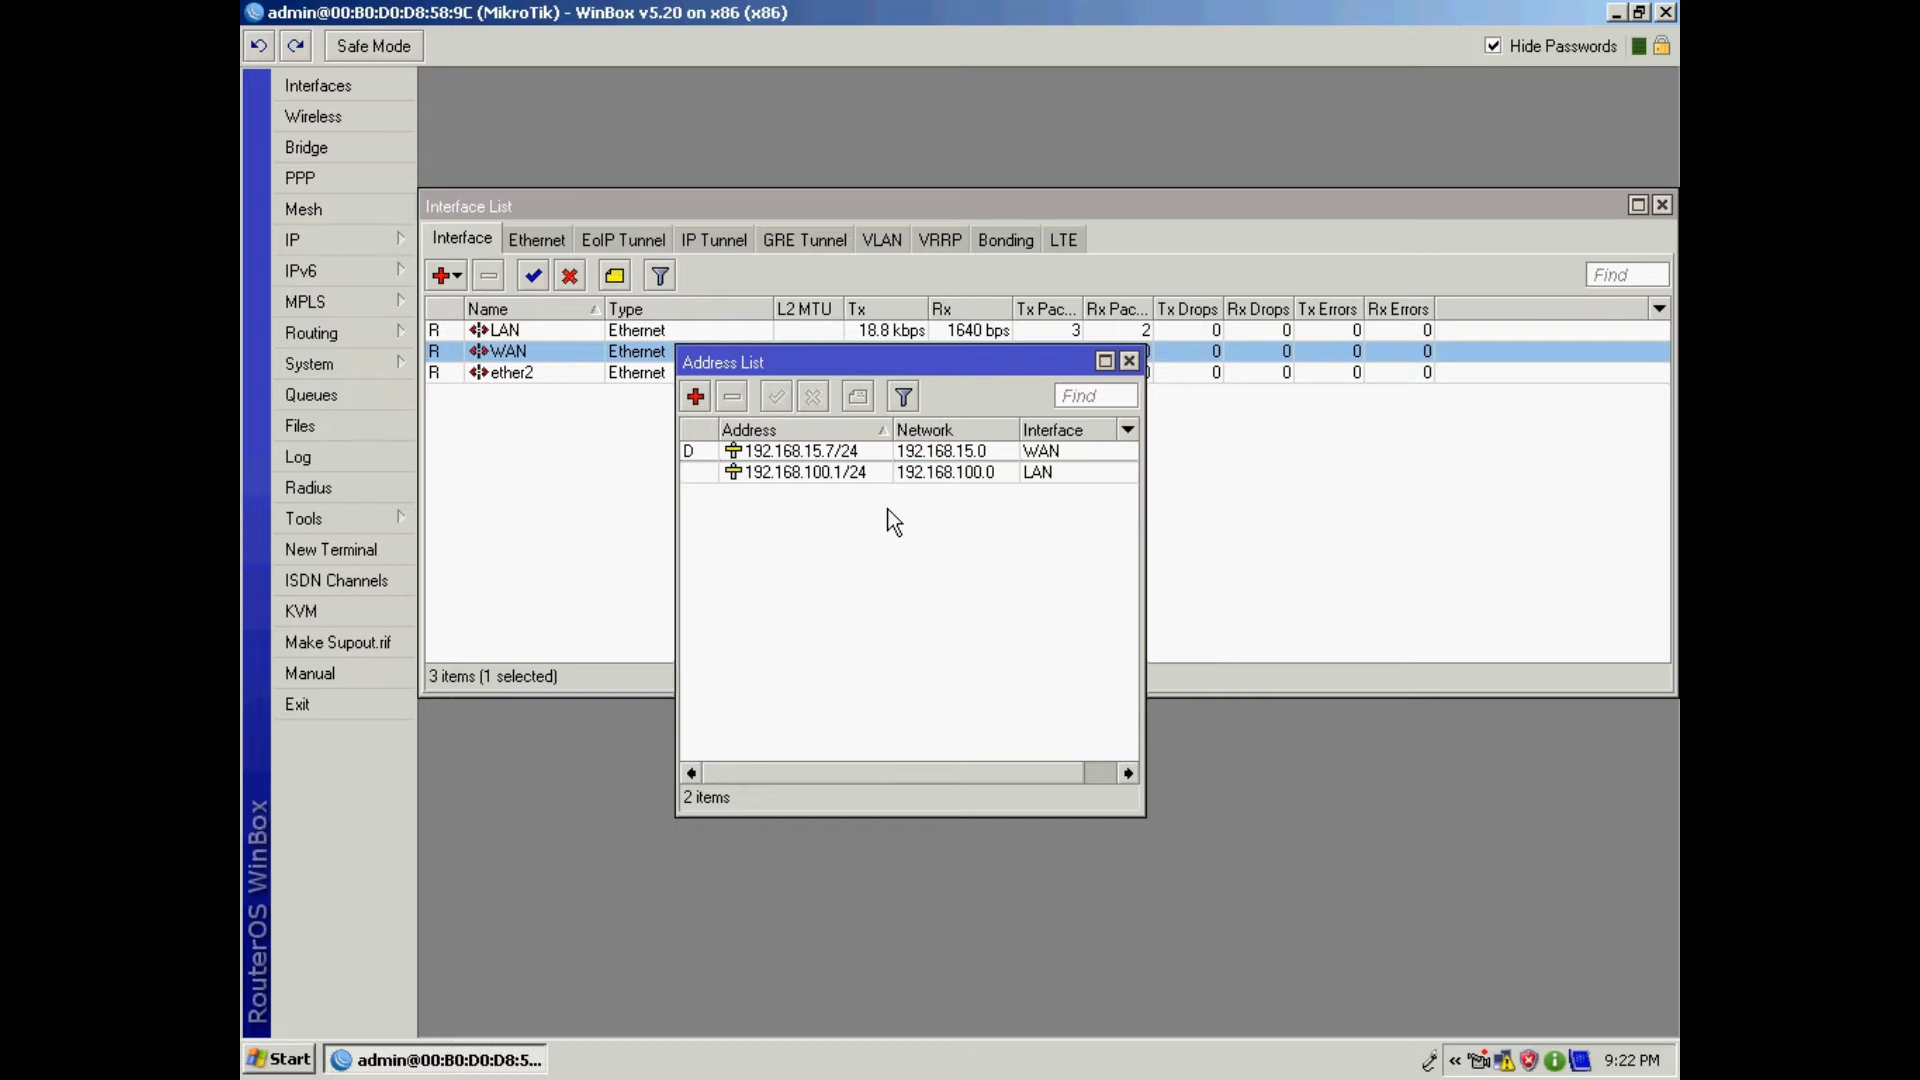 admin@00:B0:D0:D8:58:9C (MikroTik) - WinBox v5.20 on x86 (x86)
Safe Mode
Hide Passwords
Interfaces
Wireless
Bridge
PPP
Mesh
IP
IPv6
MPLS
Routing
System
Queues
Files
Log
Radius
Tools
New Terminal
ISDN Channels
KVM
Make Supout.rif
Manual
Exit
RouterOS WinBox
Interface List
Interface Ethernet EoIP Tunnel IP Tunnel GRE Tunnel VLAN VRRP Bonding LTE
Find
Name Type L2 MTU Tx Rx Tx Pac... Rx Pac... Tx Drops Rx Drops Tx Errors Rx Errors
R LAN Ethernet 18.8 kbps 1640 bps 3 2 0 0 0 0
R WAN Ethernet 0 0 0 0
R ether2 Ethernet 0 0 0 0
3 items (1 selected)
Address List
Find
Address Network Interface
D 192.168.15.7/24 192.168.15.0 WAN
192.168.100.1/24 192.168.100.0 LAN
2 items
Start
admin@00:B0:D0:D8:5...
9:22 PM